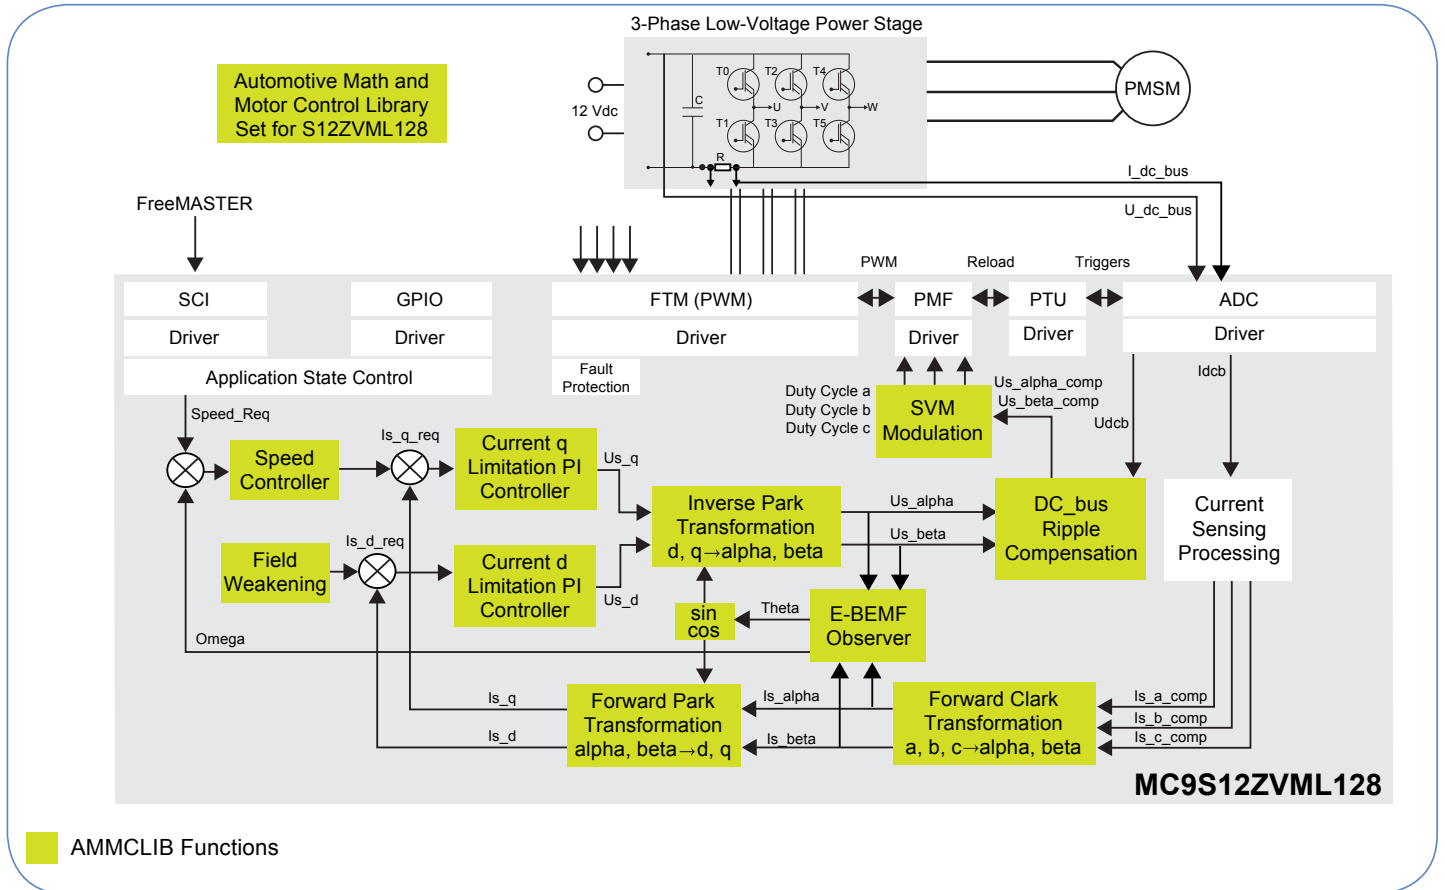 3-Phase Low-Voltage Power Stage
Automotive Math and
Motor Control Library
Set for S12ZVML128
12 Vdc
C
T0
T2
T4
U
V
W
T1
T3
T5
R
PMSM
I_dc_bus
U_dc_bus
FreeMASTER
PWM
Reload
Triggers
SCI
GPIO
FTM (PWM)
PMF
PTU
ADC
Driver
Driver
Driver
Driver
Driver
Driver
Application State Control
Fault
Protection
Speed_Req
Duty Cycle a
Duty Cycle b
Duty Cycle c
SVM
Modulation
Us_alpha_comp
Us_beta_comp
Udcb
Idcb
Speed
Controller
Is_q_req
Current q
Limitation PI
Controller
Us_q
Inverse Park
Transformation
d, q→alpha, beta
Us_alpha
Us_beta
DC_bus
Ripple
Compensation
Current
Sensing
Processing
Field
Weakening
Is_d_req
Current d
Limitation PI
Controller
Us_d
sin
cos
Theta
E-BEMF
Observer
Omega
Is_q
Is_d
Forward Park
Transformation
alpha, beta→d, q
Is_alpha
Is_beta
Forward Clark
Transformation
a, b, c→alpha, beta
Is_a_comp
Is_b_comp
Is_c_comp
MC9S12ZVML128
AMMCLIB Functions